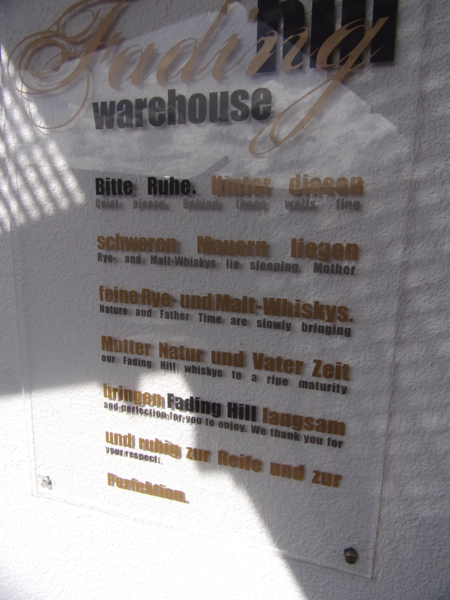 Fading hill
warehouse
Bitte Ruhe. Hinter diesen
Quiet please. Behind these walls fine
schweren Mauern liegen
Rye- and Malt-Whiskys lie sleeping. Mother
feine Rye- und Malt-Whiskys.
Nature and Father Time are slowly bringing
Mutter Natur und Vater Zeit
our Fading Hill whiskys to a ripe maturity
bringen Fading Hill langsam
and perfection for you to enjoy. We thank you for
und ruhig zur Reife und zur
your respect.
Perfektion.